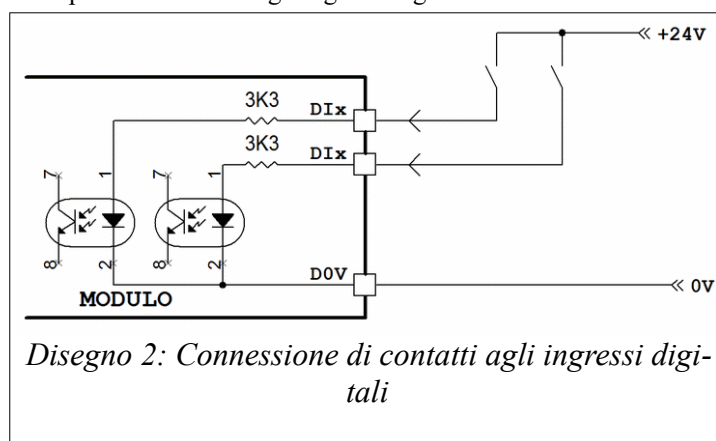 +24V
3K3
DIx
3K3
DIx
7
1
7
1
8
2
8
2
D0V
0V
MODULO
Disegno 2: Connessione di contatti agli ingressi digi-
tali